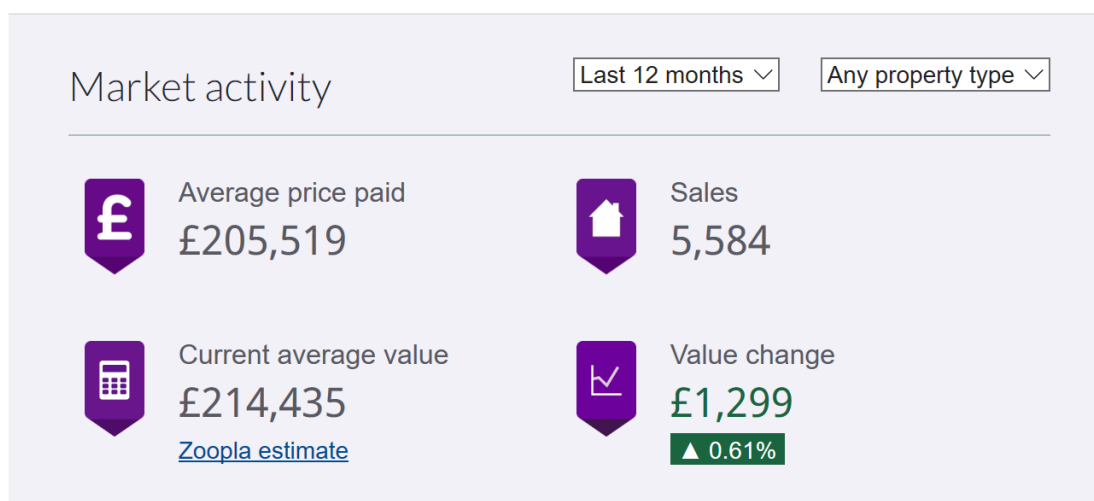 Market activity
Last 12 months
Any property type
£
Average price paid
£205,519
Sales
5,584
Current average value
£214,435
Zoopla estimate
Value change
£1,299
▲ 0.61%